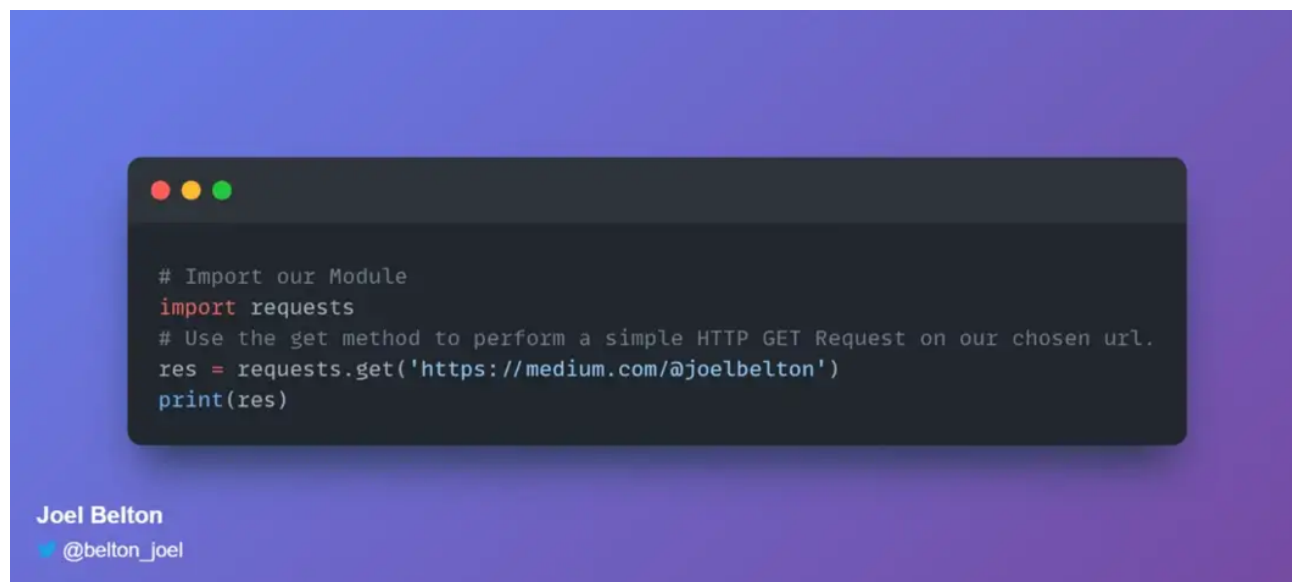 # Import our Module
import requests
# Use the get method to perform a simple HTTP GET Request on our chosen url.
res = requests.get('https://medium.com/@joelbelton')
print(res)
Joel Belton
@belton_joel